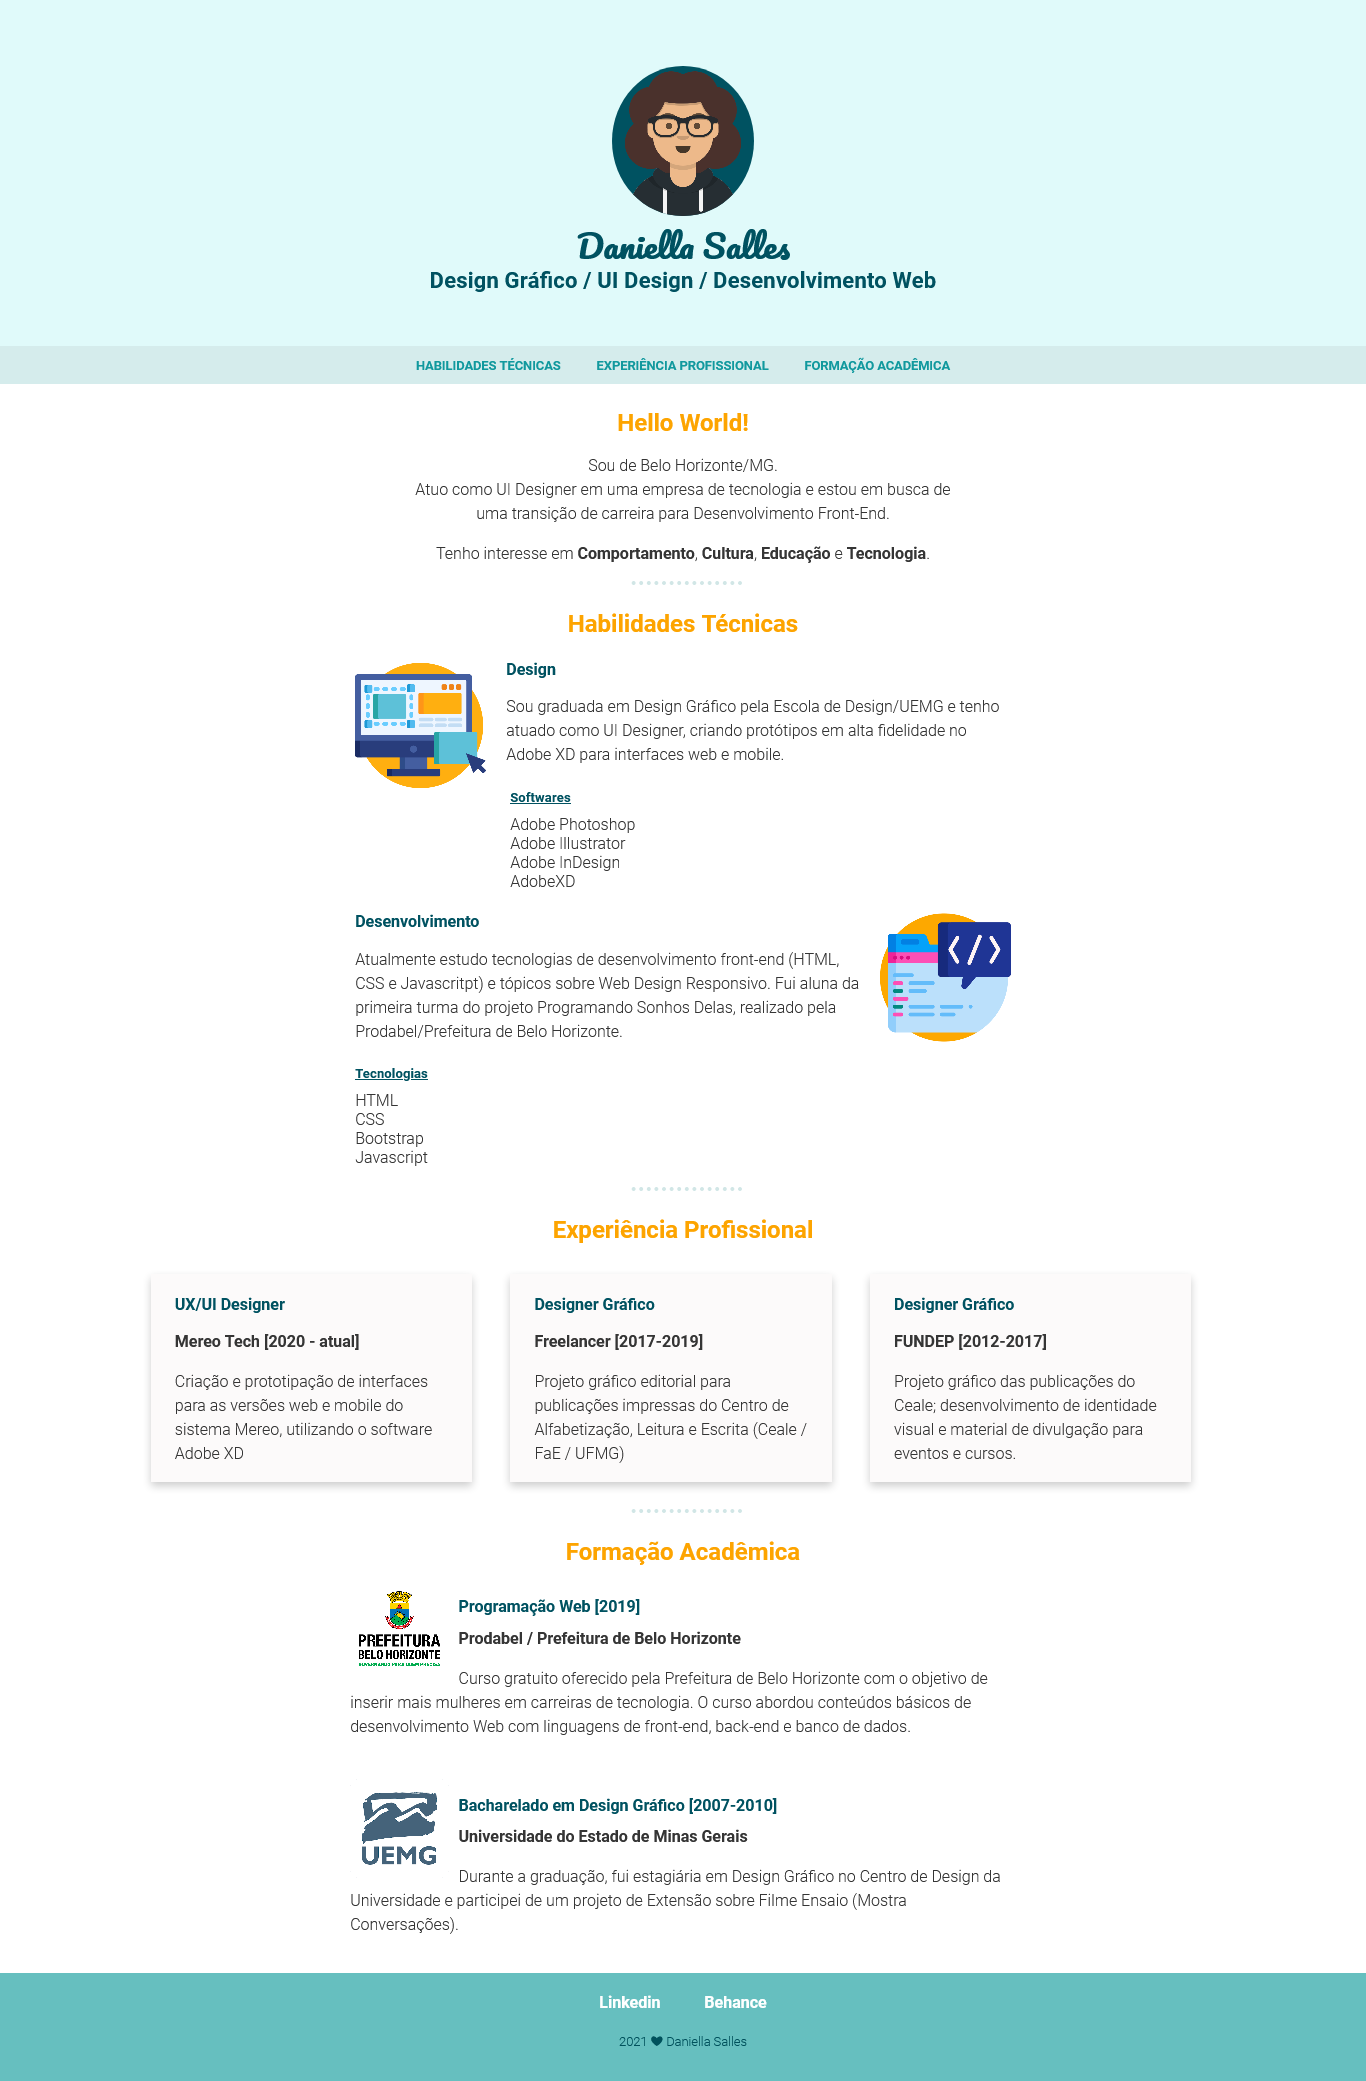 Daniella Salles
Design Gráfico / UI Design / Desenvolvimento Web
HABILIDADES TÉCNICAS EXPERIÊNCIA PROFISSIONAL FORMAÇÃO ACADÊMICA
Hello World!
Sou de Belo Horizonte/MG.
Atuo como UI Designer em uma empresa de tecnologia e estou em busca de
uma transição de carreira para Desenvolvimento Front-End.
Tenho interesse em Comportamento, Cultura, Educação e Tecnologia.
Habilidades Técnicas
Design
Sou graduada em Design Gráfico pela Escola de Design/UEMG e tenho
atuado como UI Designer, criando protótipos em alta fidelidade no
Adobe XD para interfaces web e mobile.
Softwares
Adobe Photoshop
Adobe Illustrator
Adobe InDesign
AdobeXD
Desenvolvimento
Atualmente estudo tecnologias de desenvolvimento front-end (HTML,
CSS e Javascritpt) e tópicos sobre Web Design Responsivo. Fui aluna da
primeira turma do projeto Programando Sonhos Delas, realizado pela
Prodabel/Prefeitura de Belo Horizonte.
Tecnologias
HTML
CSS
Bootstrap
Javascript
Experiência Profissional
UX/UI Designer
Mereo Tech [2020 - atual]
Criação e prototipação de interfaces
para as versões web e mobile do
sistema Mereo, utilizando o software
Adobe XD
Designer Gráfico
Freelancer [2017-2019]
Projeto gráfico editorial para
publicações impressas do Centro de
Alfabetização, Leitura e Escrita (Ceale /
FaE / UFMG)
Designer Gráfico
FUNDEP [2012-2017]
Projeto gráfico das publicações do
Ceale; desenvolvimento de identidade
visual e material de divulgação para
eventos e cursos.
Formação Acadêmica
PREFEITURA
BELO HORIZONTE
Programação Web [2019]
Prodabel / Prefeitura de Belo Horizonte
Curso gratuito oferecido pela Prefeitura de Belo Horizonte com o objetivo de
inserir mais mulheres em carreiras de tecnologia. O curso abordou conteúdos básicos de
desenvolvimento Web com linguagens de front-end, back-end e banco de dados.
UEMG
Bacharelado em Design Gráfico [2007-2010]
Universidade do Estado de Minas Gerais
Durante a graduação, fui estagiária em Design Gráfico no Centro de Design da
Universidade e participei de um projeto de Extensão sobre Filme Ensaio (Mostra
Conversações).
Linkedin Behance
2021 ♥ Daniella Salles